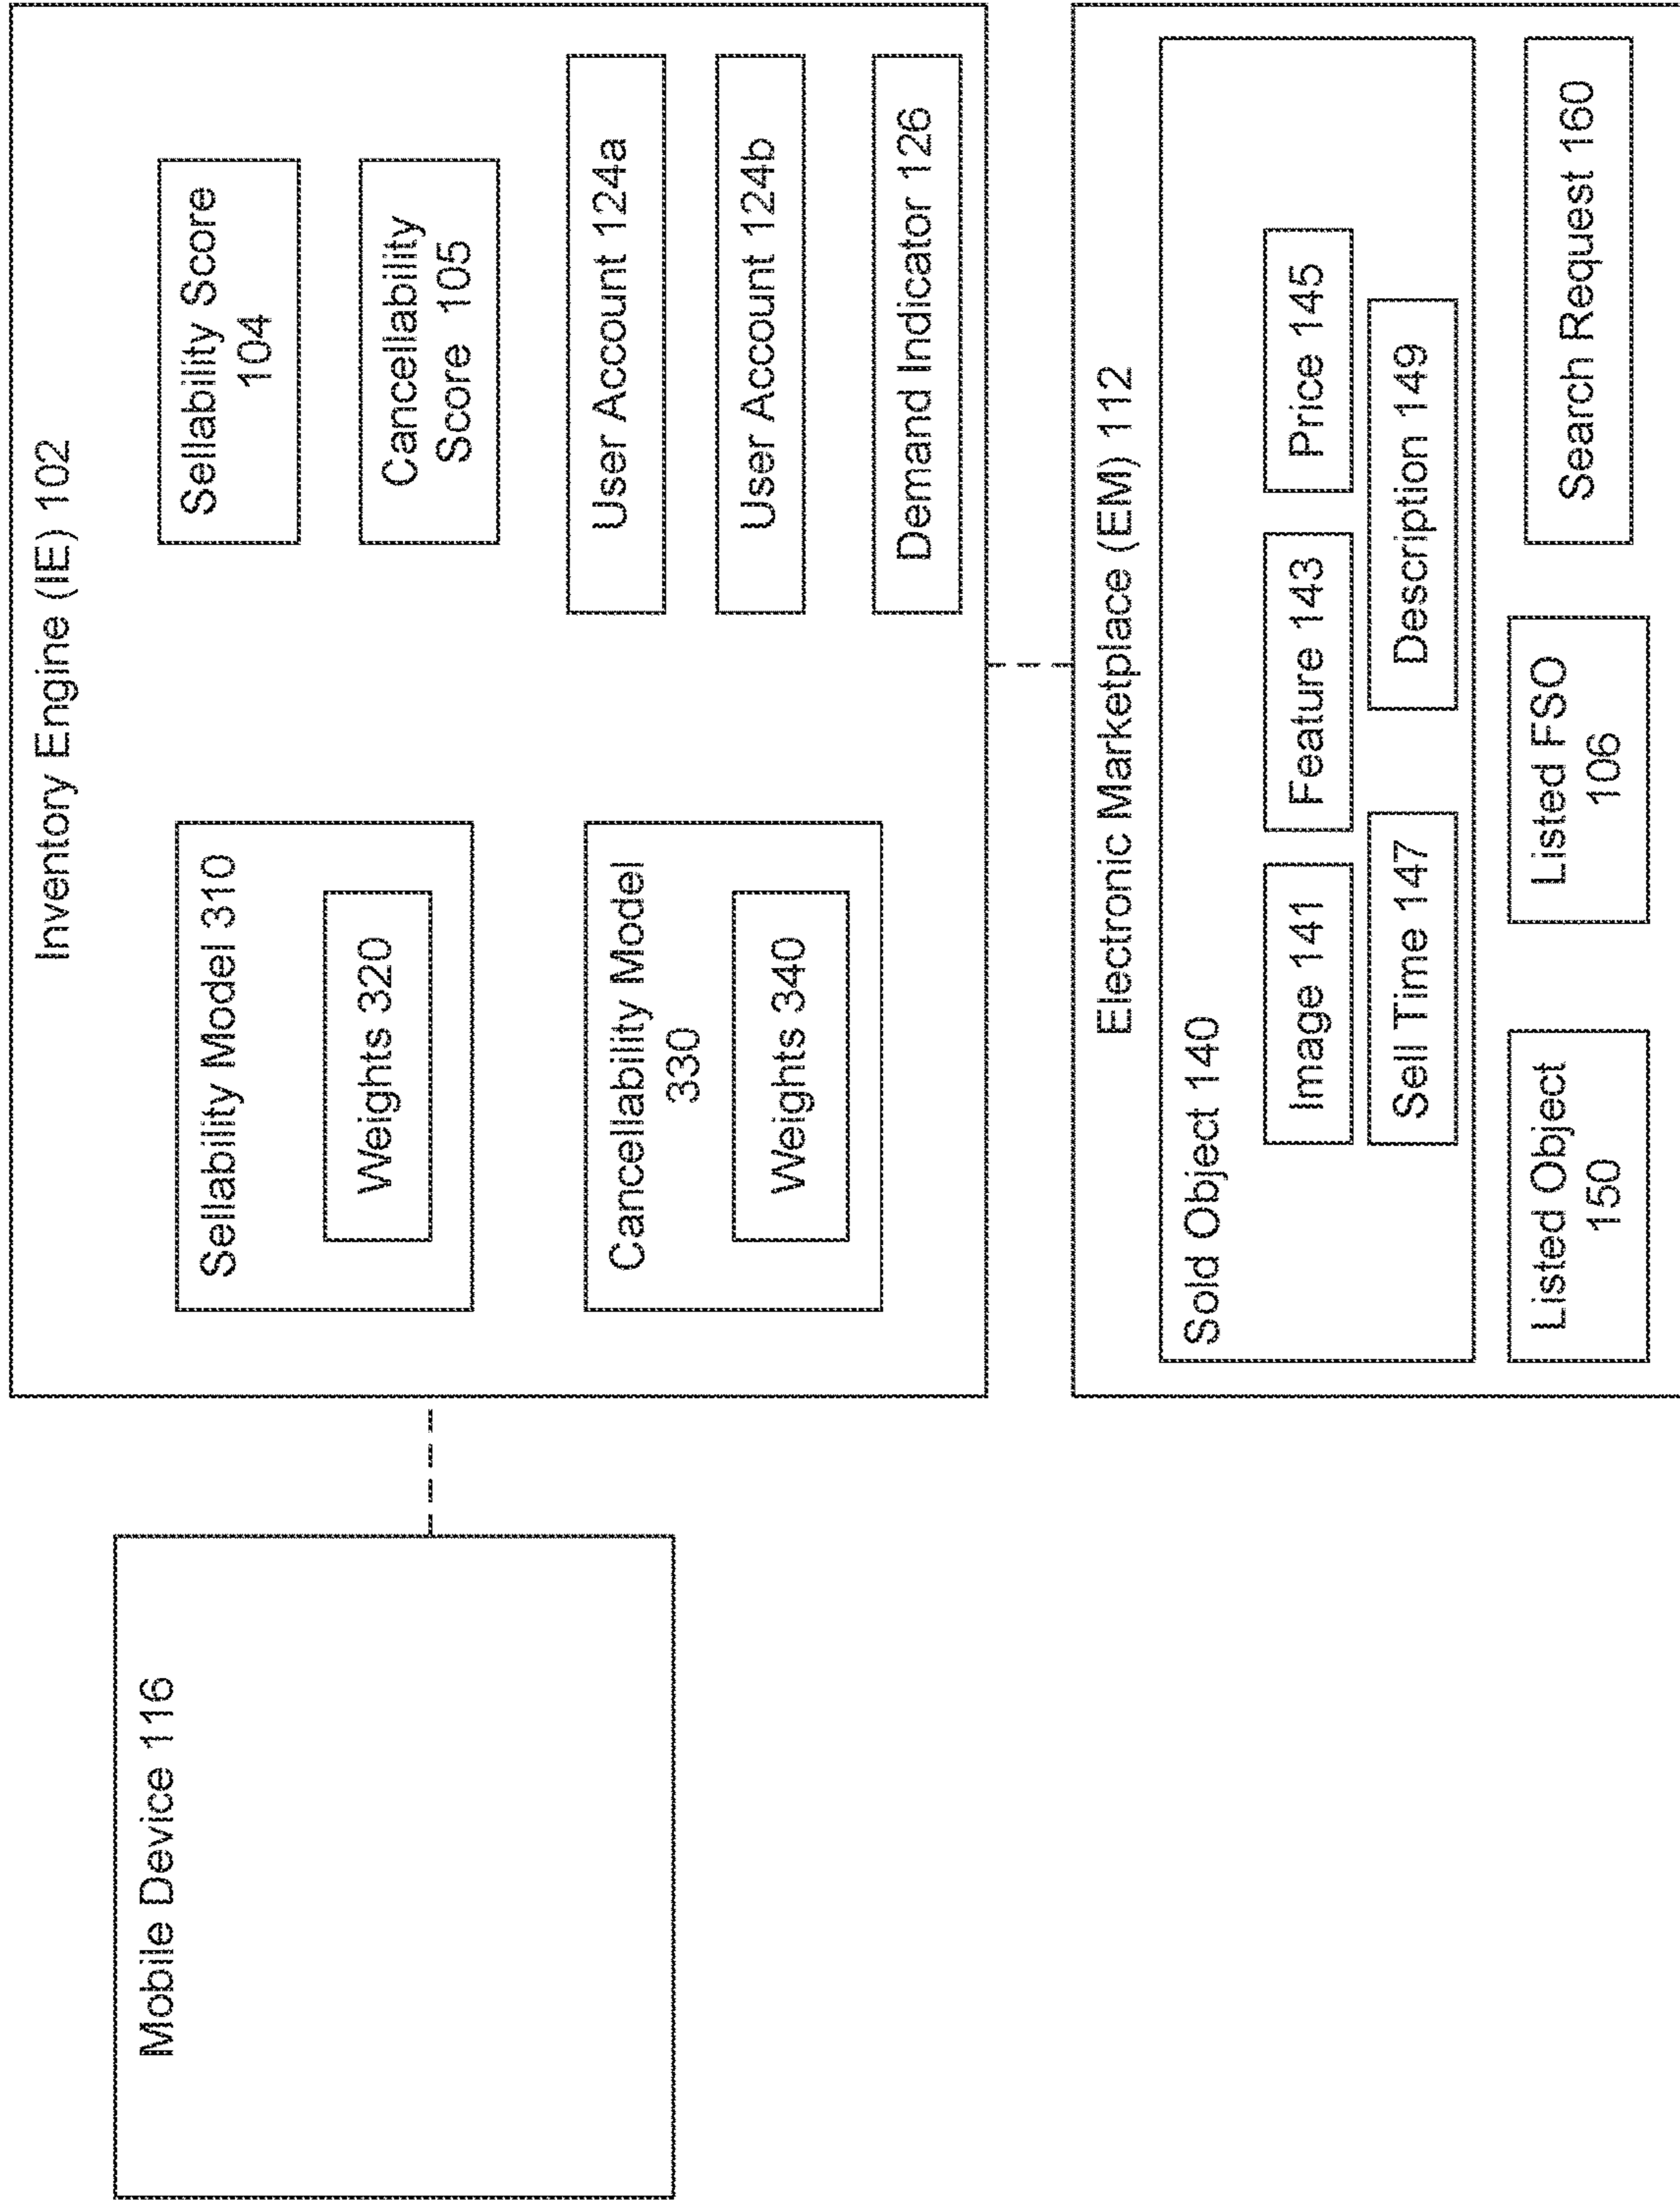 Mobile Device 116
Inventory Engine (IE) 102
Sellability Model 310
Weights 320
Cancellability Model
330
Weights 340
Sellability Score
104
Cancellability
Score 105
User Account 124a
User Account 124b
Demand Indicator 126
Electronic Marketplace (EM) 112
Sold Object 140
Image 141
Feature 143
Price 145
Sell Time 147
Description 149
Listed Object
150
Listed FSO
106
Search Request 160